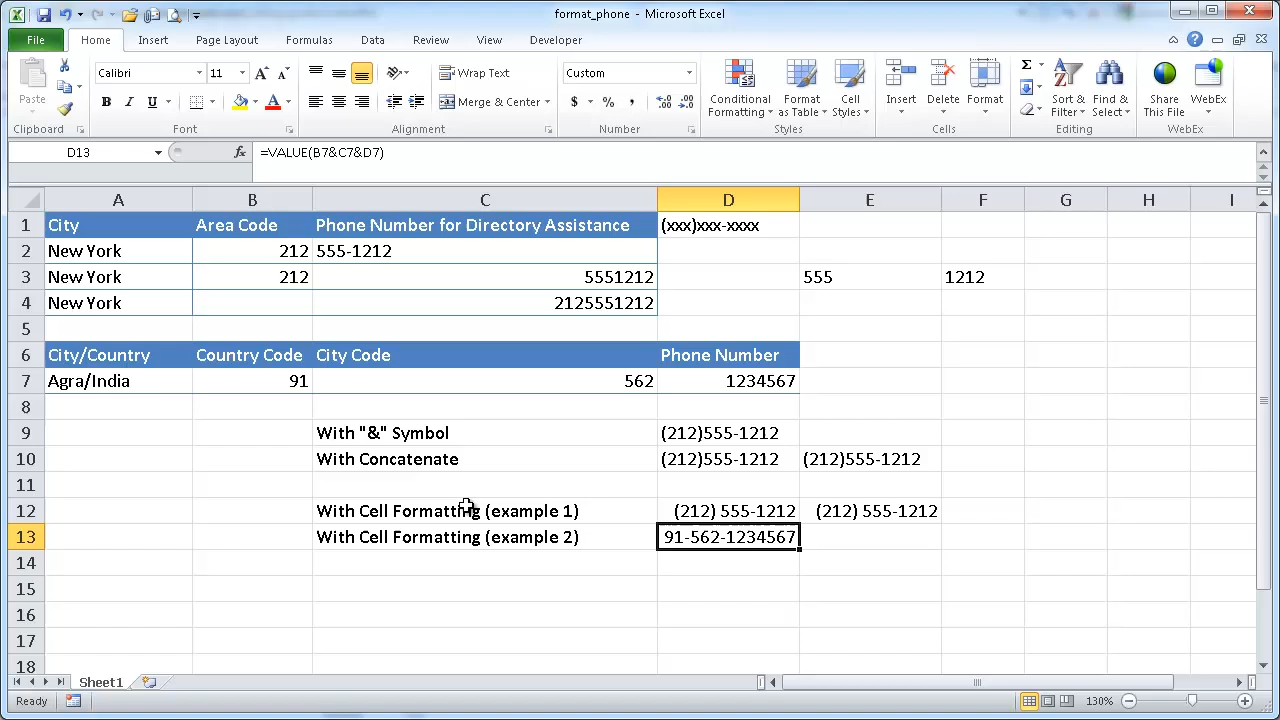 format_phone - Microsoft Excel
File Home Insert Page Layout Formulas Data Review View Developer
Paste
Calibri 11
B I U
Wrap Text
Merge & Center
Custom
$ % ,
Conditional Formatting
Format as Table
Cell Styles
Insert Delete Format
Sort & Filter
Find & Select
Share This File
WebEx
Clipboard Font Alignment Number Styles Cells Editing WebEx
D13 fx =VALUE(B7&C7&D7)
A B C D E F G H I
1 City Area Code Phone Number for Directory Assistance (xxx)xxx-xxxx
2 New York 212 555-1212
3 New York 212 5551212 555 1212
4 New York 2125551212
5
6 City/Country Country Code City Code Phone Number
7 Agra/India 91 562 1234567
8
9 With "&" Symbol (212)555-1212
10 With Concatenate (212)555-1212 (212)555-1212
11
12 With Cell Formatting (example 1) (212) 555-1212 (212) 555-1212
13 With Cell Formatting (example 2) 91-562-1234567
14
15
16
17
18
Sheet1
Ready 130%